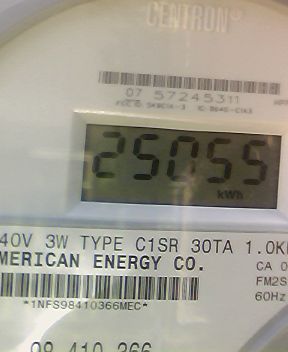 CENTRON®
07 57245311
25055
kWh
40V 3W TYPE C1SR 30TA 1.0K
MERICAN ENERGY CO.
CA 0
FM2S
60Hz
*1NFS98410366MEC*
98 410 366